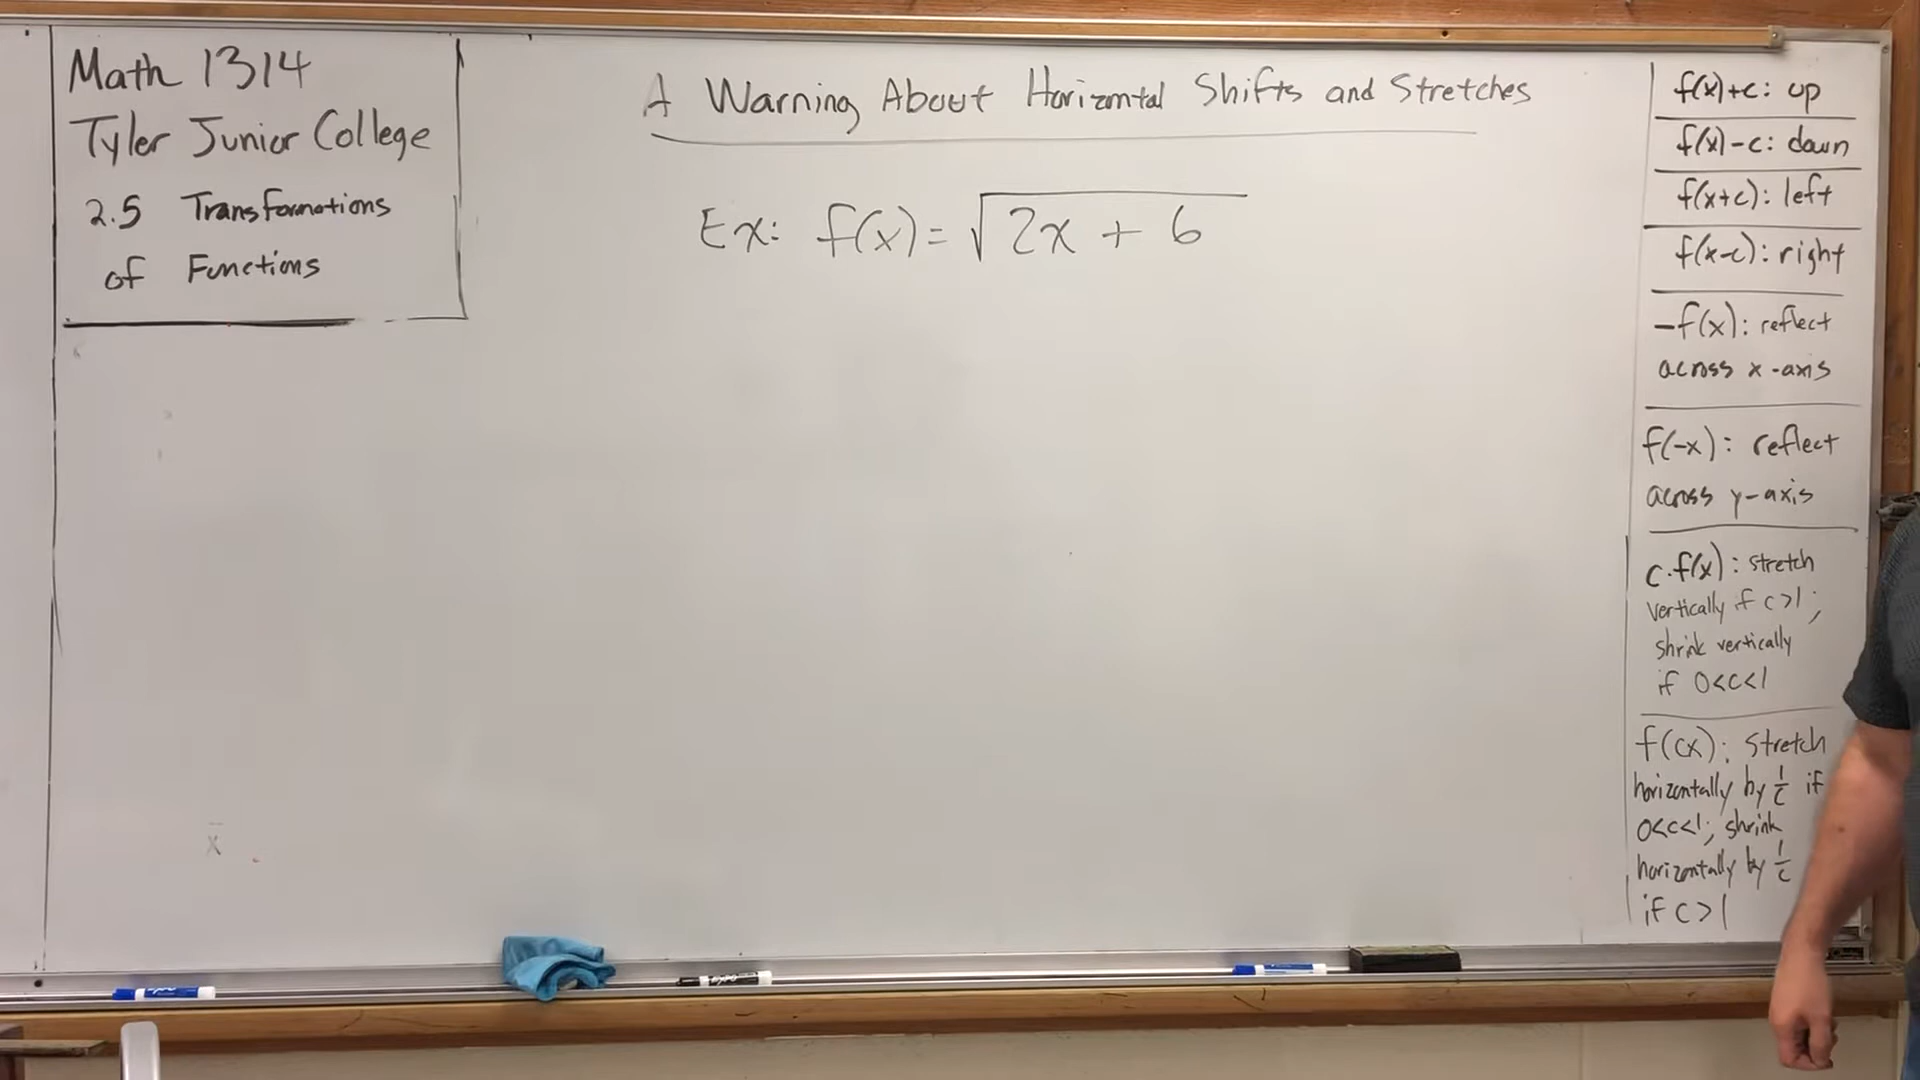 Math 1314
Tyler Junior College
2.5 Transformations
of Functions
A Warning About Horizontal Shifts and Stretches
Ex: f(x) = √2x + 6
f(x)+c: up
f(x)-c: down
f(x+c): left
f(x-c): right
-f(x): reflect
across x-axis
f(-x): reflect
across y-axis
c·f(x): stretch
vertically if c>1;
shrink vertically
if 0<c<1
f(cx): stretch
horizontally by 1/c if
0<c<1; shrink
horizontally by 1/c
if c>1
x̄